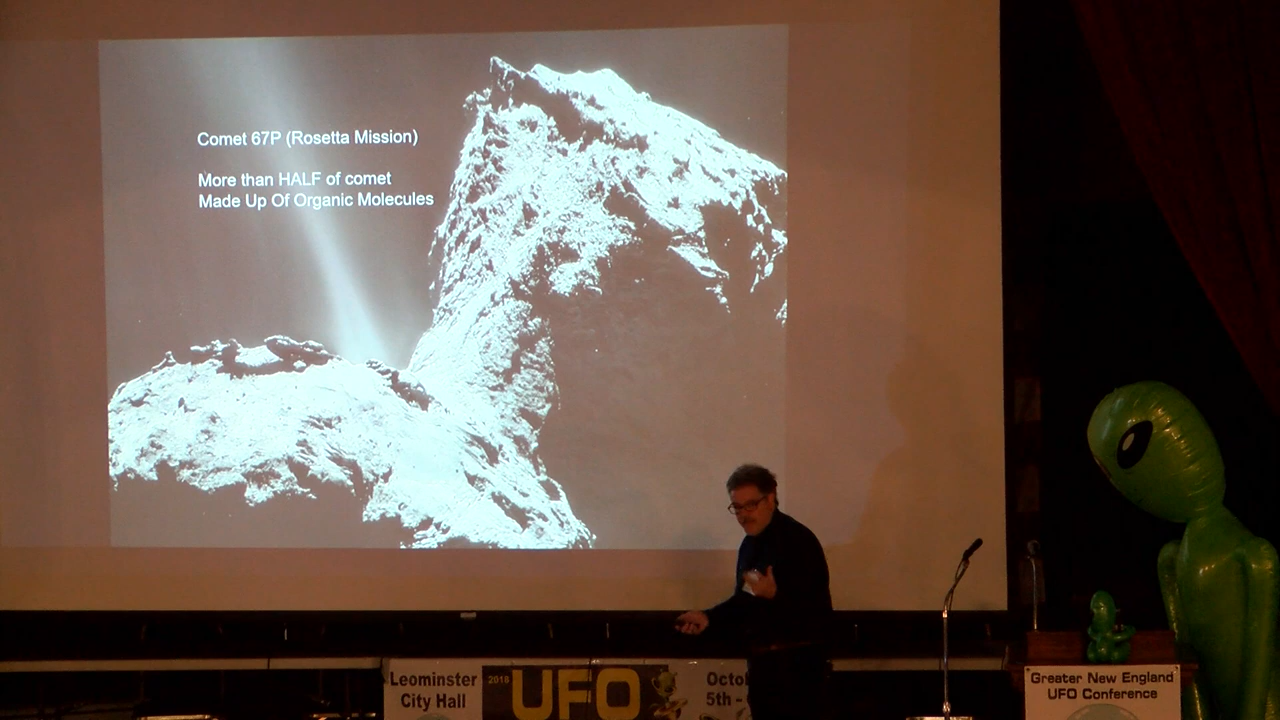 Comet 67P (Rosetta Mission)
More than HALF of comet
Made Up Of Organic Molecules
Leominster
City Hall
2018
UFO
5th -
Greater New England
UFO Conference